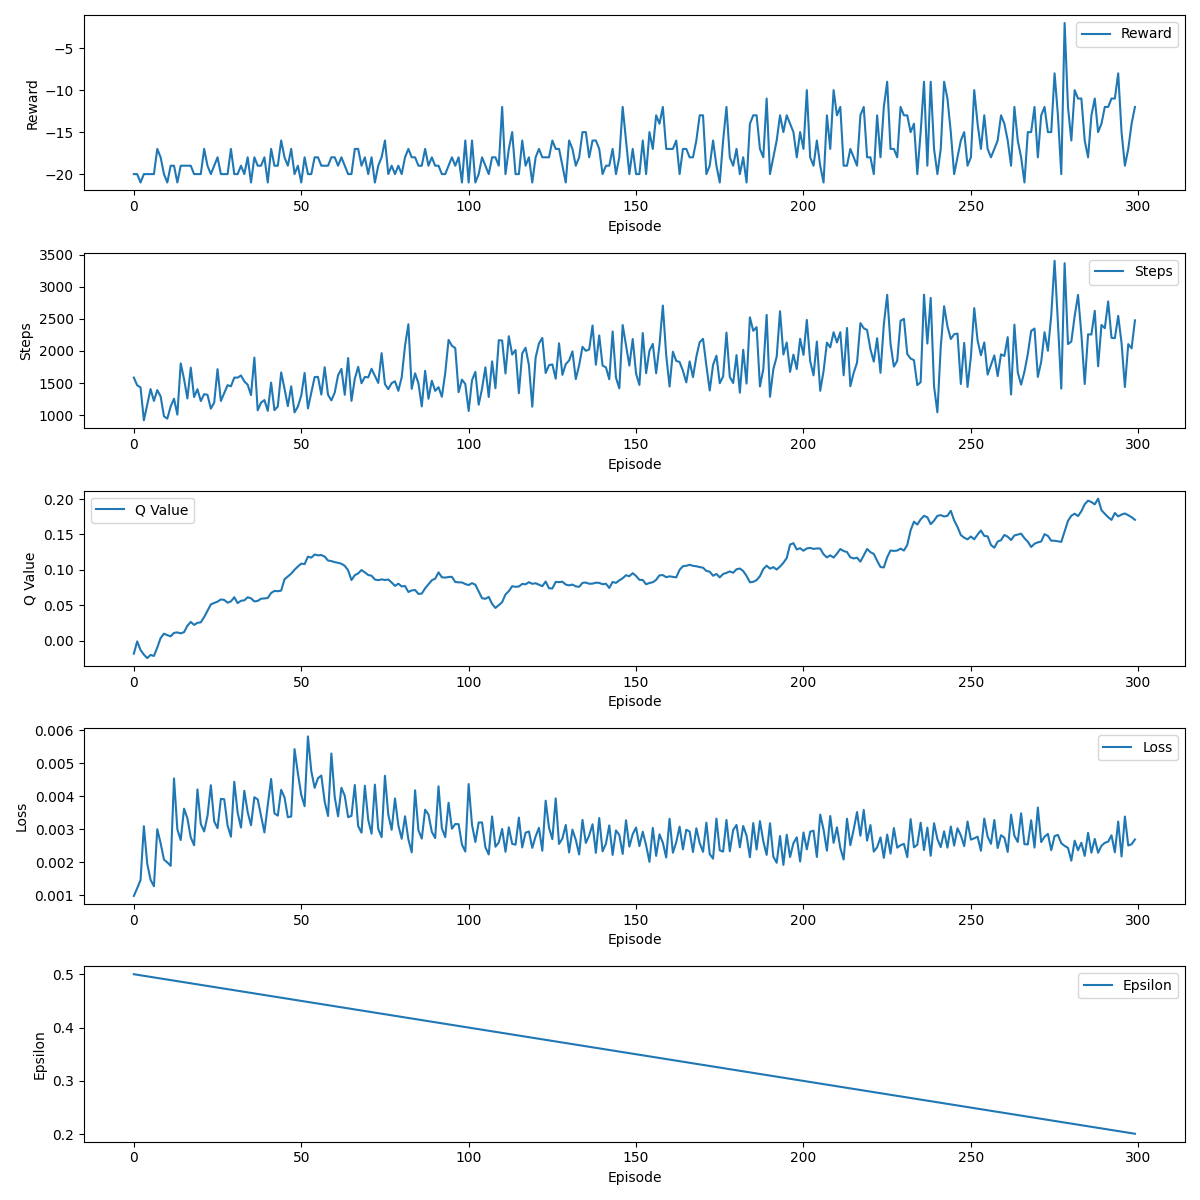 Reward
−5
−10
−15
−20
Reward
0 50 100 150 200 250 300
Episode
Steps
3500
3000
2500
2000
1500
1000
Steps
0 50 100 150 200 250 300
Episode
Q Value
0.20
0.15
0.10
0.05
0.00
Q Value
0 50 100 150 200 250 300
Episode
Loss
0.006
0.005
0.004
0.003
0.002
0.001
Loss
0 50 100 150 200 250 300
Episode
Epsilon
0.5
0.4
0.3
0.2
Epsilon
0 50 100 150 200 250 300
Episode